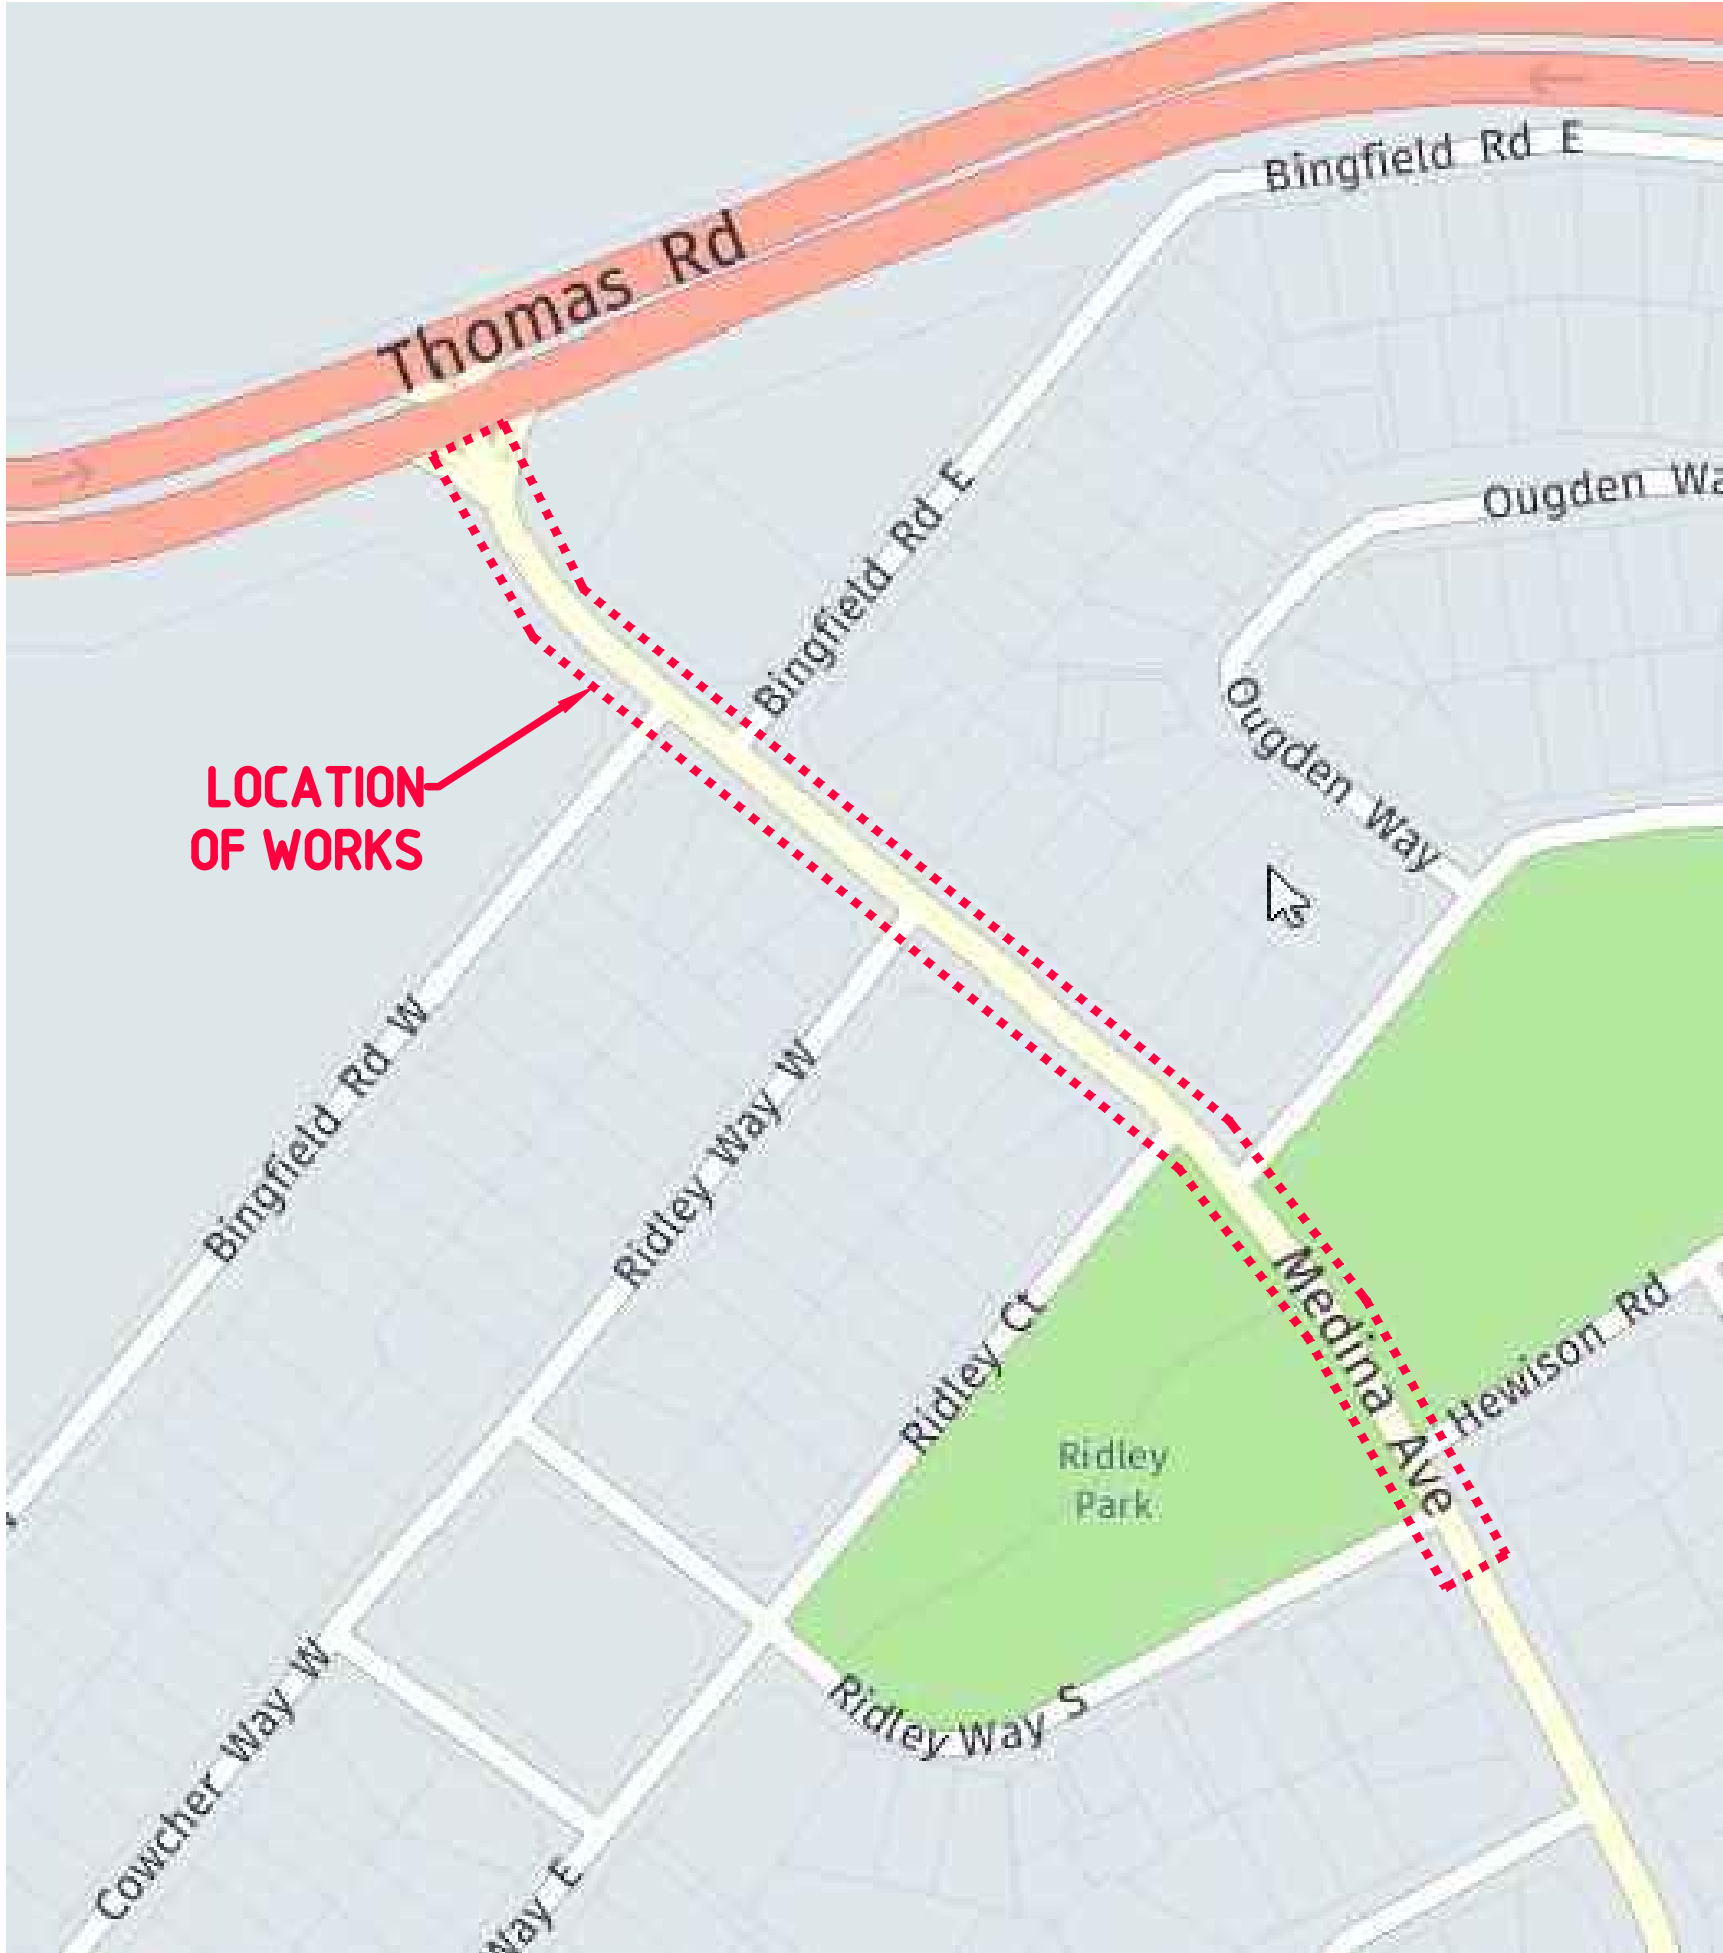 Bingfield Rd E
Thomas Rd
Ougden Wa
Bingfield Rd E
Ougden Way
LOCATION
OF WORKS
Bingfield Rd W
Ridley Way W
Medina Ave
Ridley Ct
Hewison Rd
Ridley
Park
Ridley Way S
Cowcher Way W
Way E